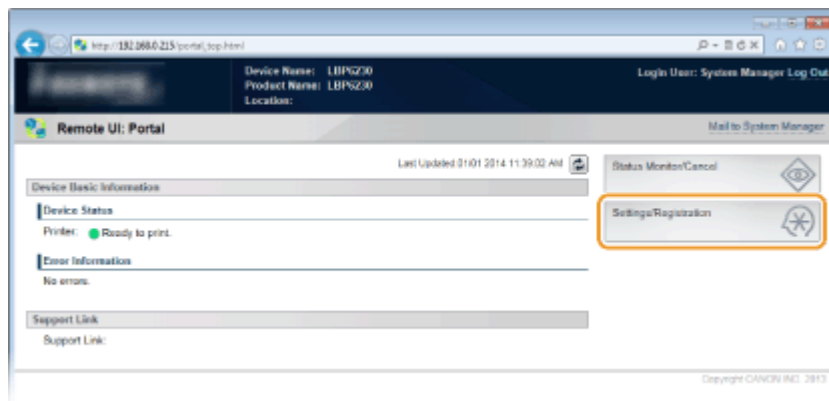 http://192.168.0.215/portal_top.html
Device Name: LBP6230
Product Name: LBP6230
Location:
Login User: System Manager Log Out
Remote UI: Portal
Mail to System Manager
Last Updated 01/01 2014 11:39:02 AM
Status Monitor/Cancel
Device Basic Information
Device Status
Settings/Registration
Printer: Ready to print.
Error Information
No errors.
Support Link
Support Link:
Copyright CANON INC. 2013